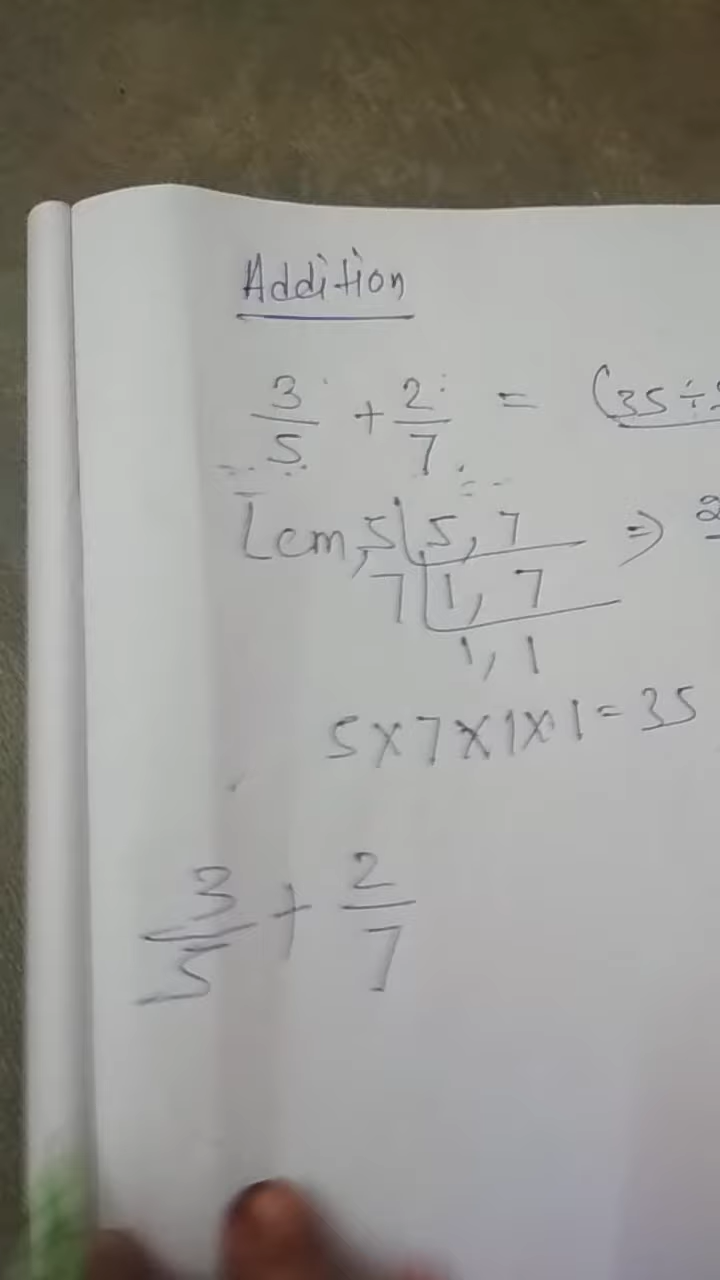 Addition
3/5 + 2/7 = (35÷
Lcm, 5 | 5, 7 ⇒ 2
7 | 1, 7
1, 1
5×7×1×1=35
3/5 + 2/7